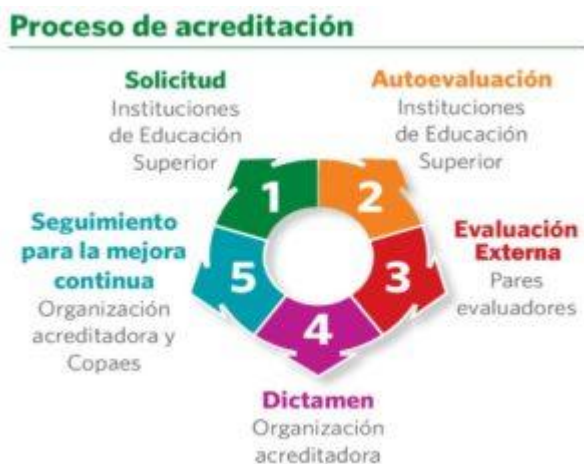 Proceso de acreditación
Solicitud
Instituciones
de Educación
Superior
1
Autoevaluación
Instituciones
de Educación
Superior
2
Evaluación
Externa
Pares
evaluadores
3
Dictamen
Organización
acreditadora
4
Seguimiento
para la mejora
continua
Organización
acreditadora y
Copaes
5